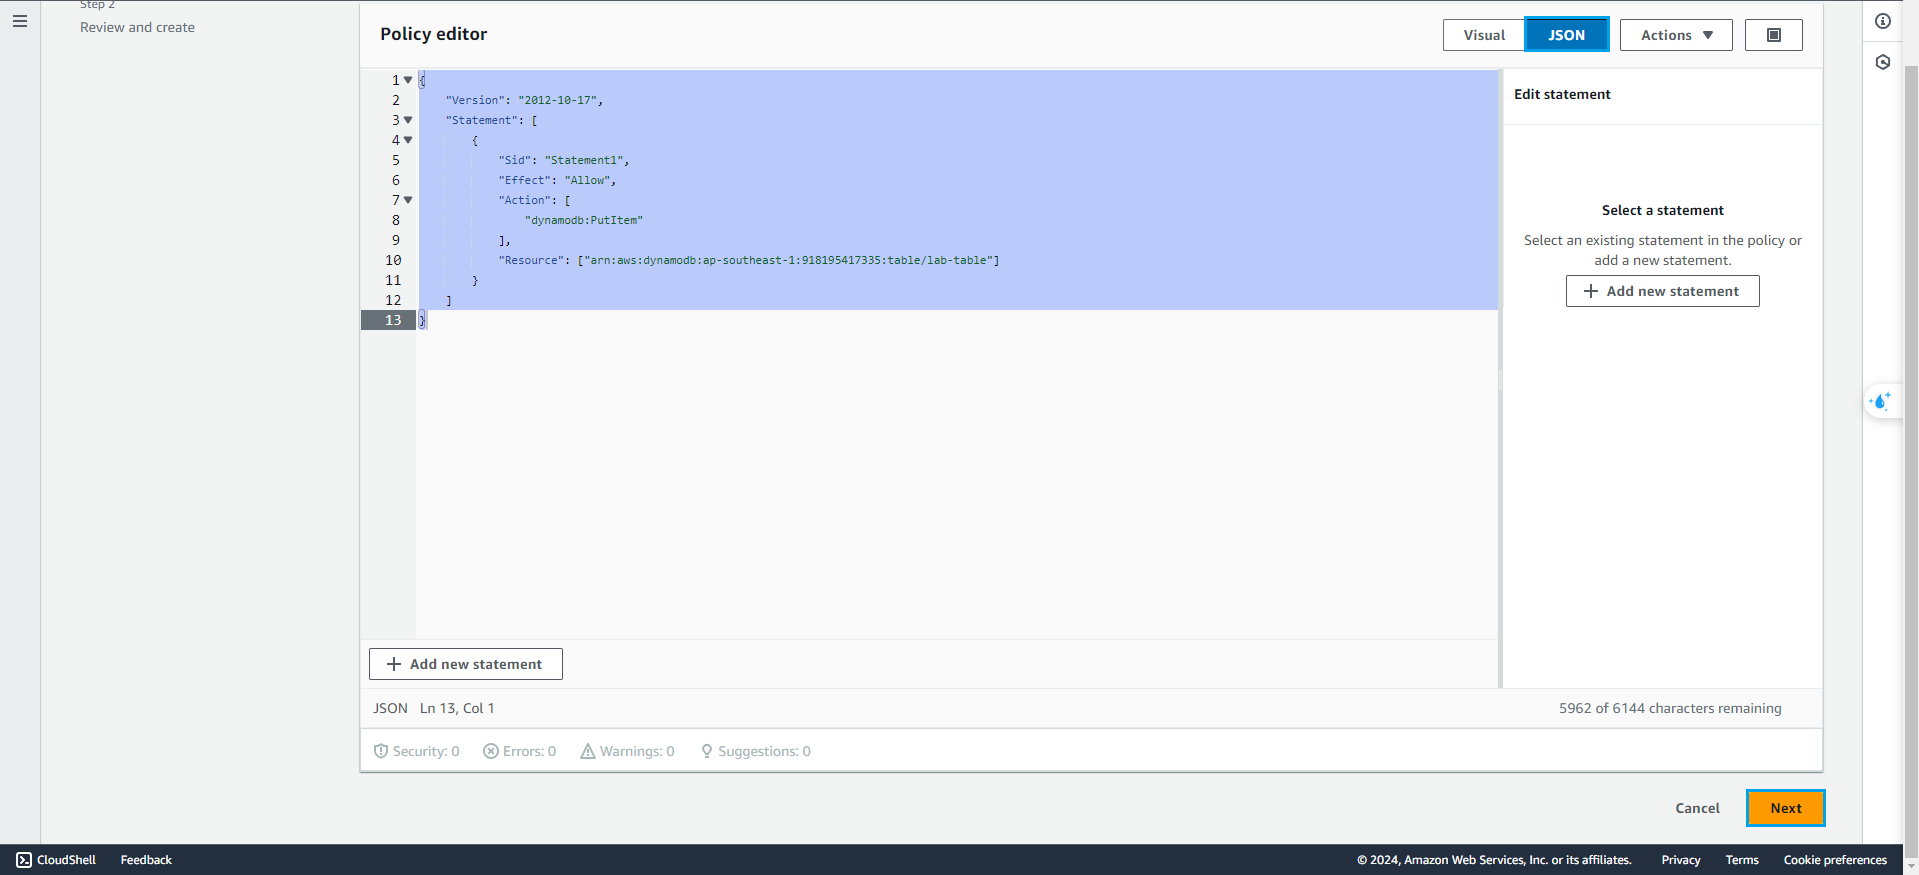 Step 2
Review and create
Policy editor
Visual
JSON
Actions
1 {
2 "Version": "2012-10-17",
3 "Statement": [
4 {
5 "Sid": "Statement1",
6 "Effect": "Allow",
7 "Action": [
8 "dynamodb:PutItem"
9 ],
10 "Resource": ["arn:aws:dynamodb:ap-southeast-1:918195417335:table/lab-table"]
11 }
12 ]
13 }
Edit statement
Select a statement
Select an existing statement in the policy or
add a new statement.
+ Add new statement
+ Add new statement
JSON Ln 13, Col 1
5962 of 6144 characters remaining
Security: 0
Errors: 0
Warnings: 0
Suggestions: 0
Cancel
Next
CloudShell
Feedback
© 2024, Amazon Web Services, Inc. or its affiliates.
Privacy
Terms
Cookie preferences